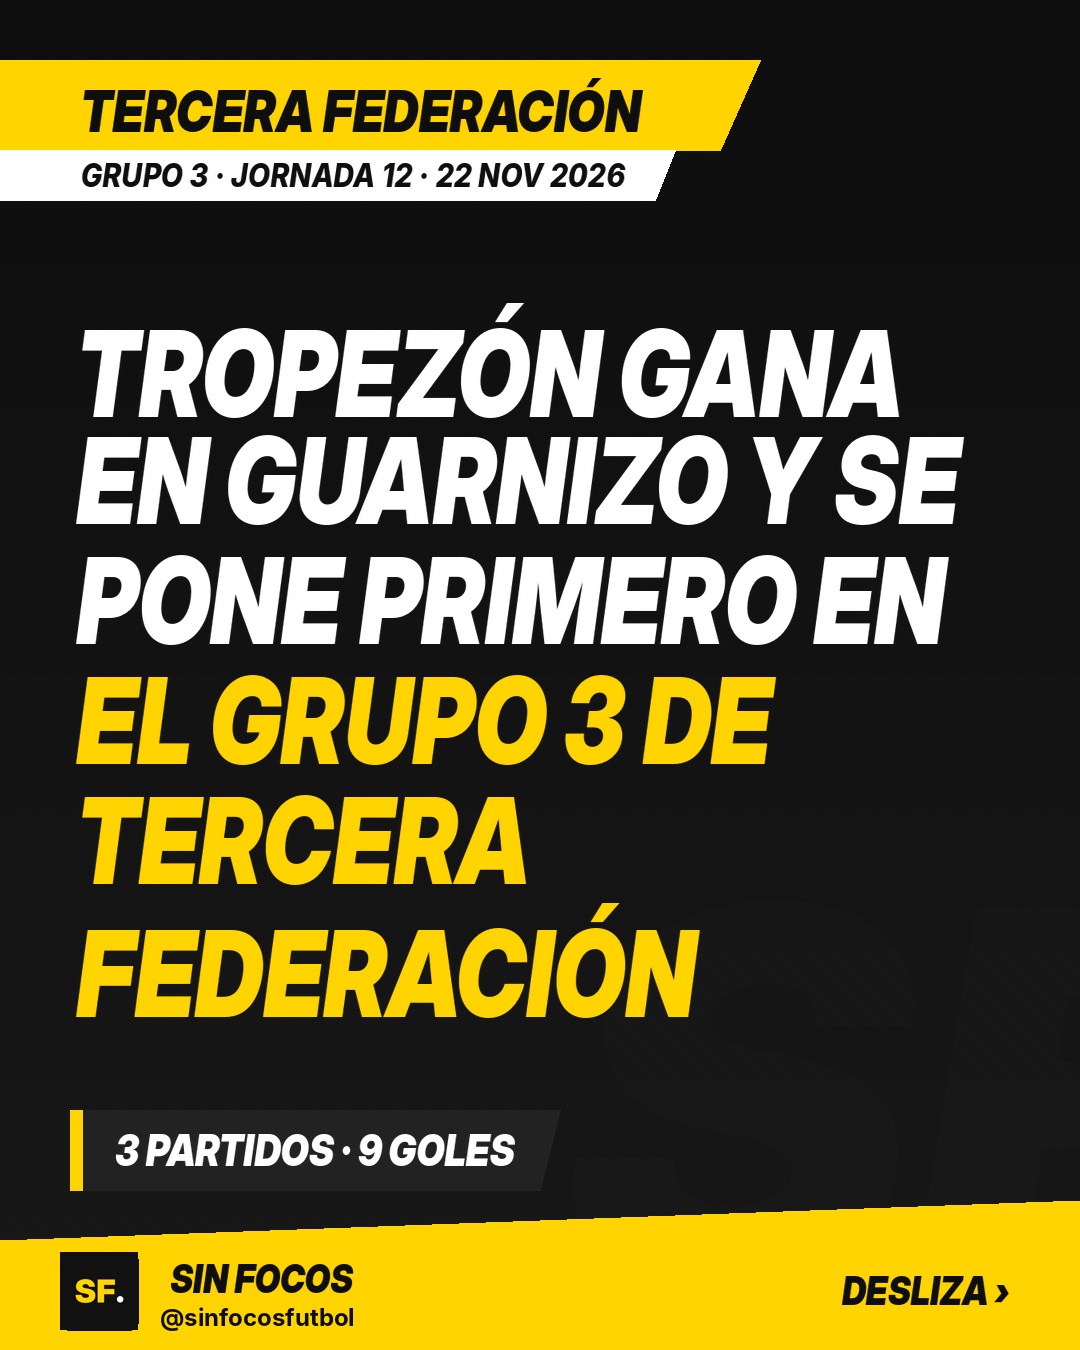 TERCERA FEDERACIÓN
GRUPO 3 · JORNADA 12 · 22 NOV 2026
TROPEZÓN GANA
EN GUARNIZO Y SE
PONE PRIMERO EN
EL GRUPO 3 DE
TERCERA
FEDERACIÓN
3 PARTIDOS · 9 GOLES
SF.
SIN FOCOS
@sinfocosfutbol
DESLIZA ›